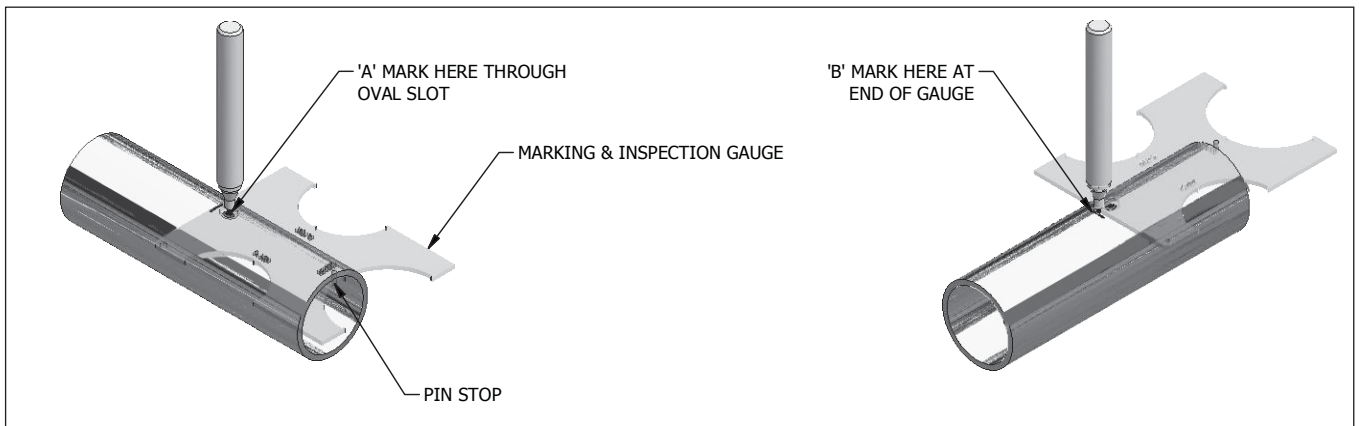 'A' MARK HERE THROUGH
OVAL SLOT
MARKING & INSPECTION GAUGE
PIN STOP
'B' MARK HERE AT
END OF GAUGE